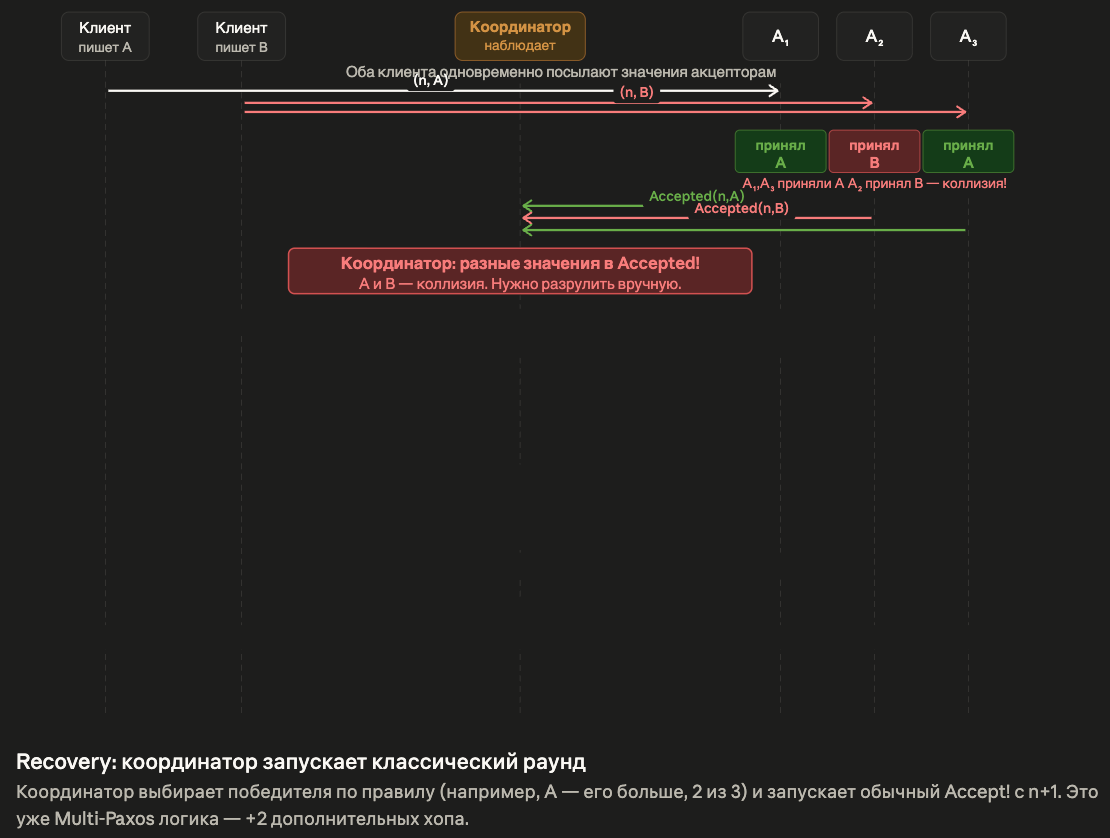 Клиент
пишет A
Клиент
пишет B
Координатор
наблюдает
A₁
A₂
A₃
Оба клиента одновременно посылают значения акцепторам
(n, A)
(n, B)
принял
A
принял
B
принял
A
A₁,A₃ приняли A A₂ принял B — коллизия!
Accepted(n,A)
Accepted(n,B)
Координатор: разные значения в Accepted!
A и B — коллизия. Нужно разрулить вручную.
Recovery: координатор запускает классический раунд
Координатор выбирает победителя по правилу (например, A — его больше, 2 из 3) и запускает обычный Accept! с n+1. Это
уже Multi-Paxos логика — +2 дополнительных хопа.